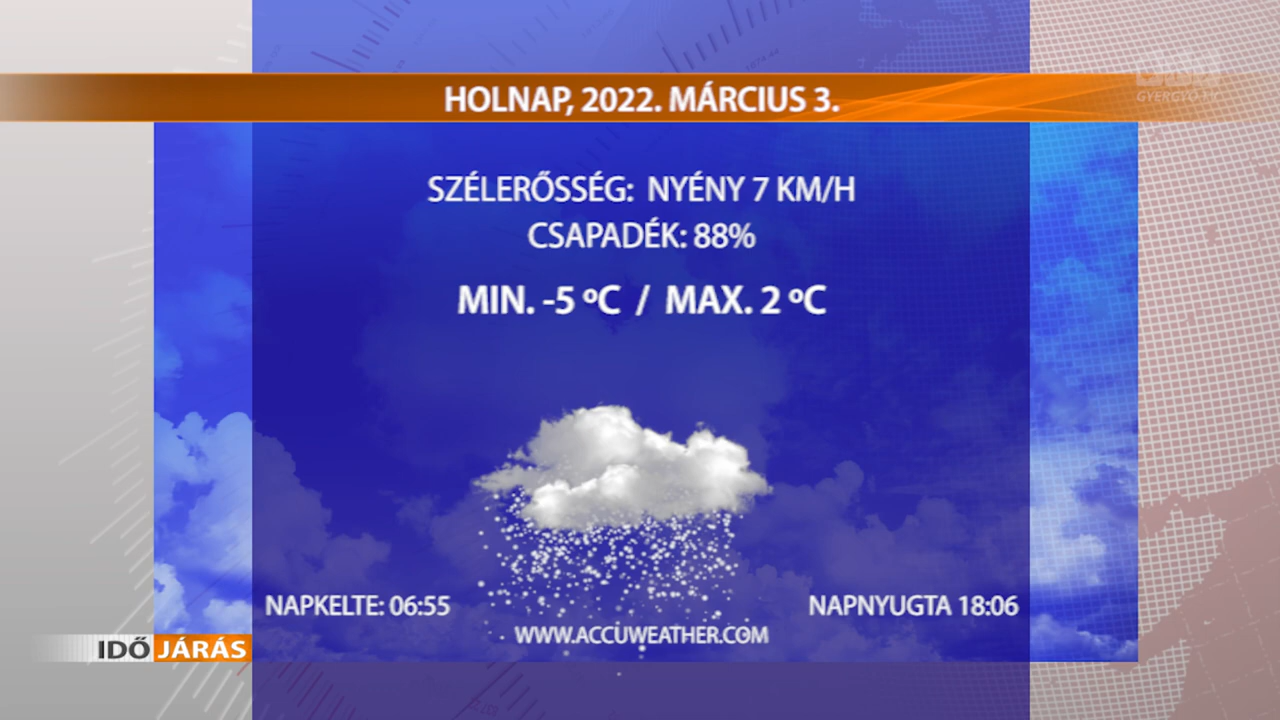 HOLNAP, 2022. MÁRCIUS 3.
SZÉLERŐSSÉG: NYÉNY 7 KM/H
CSAPADÉK: 88%
MIN. -5 ºC / MAX. 2 ºC
NAPKELTE: 06:55
NAPNYUGTA 18:06
WWW.ACCUWEATHER.COM
IDŐJÁRÁS